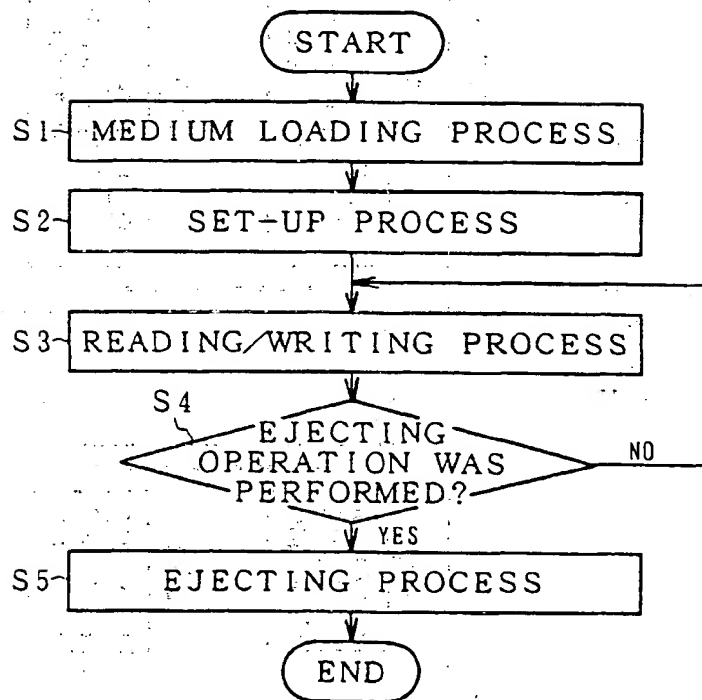 START
S1 MEDIUM LOADING PROCESS
S2 SET-UP PROCESS
S3 READING/WRITING PROCESS
S4
EJECTING
OPERATION WAS
PERFORMED?
NO
YES
S5 EJECTING PROCESS
END